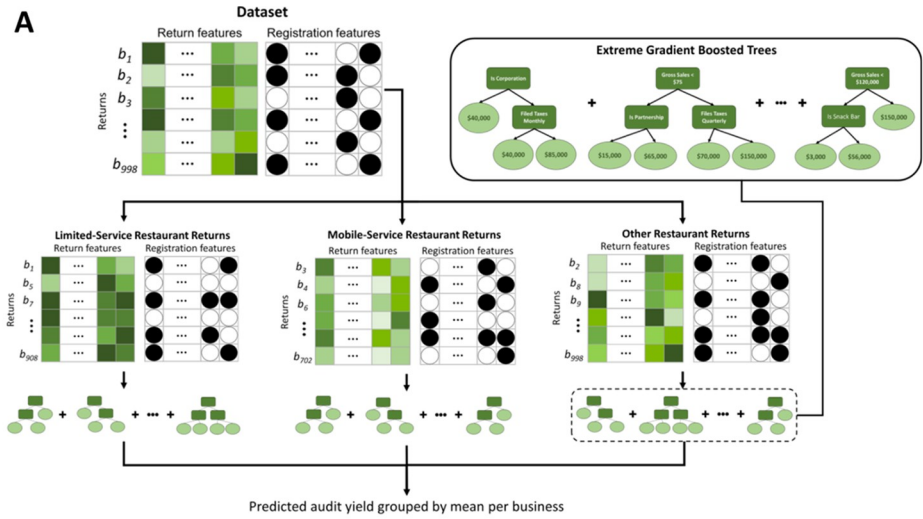 A
Dataset
Return features
Registration features
Returns
b1
b2
b3
b998
Extreme Gradient Boosted Trees
Is Corporation
$40,000
Filed Taxes Monthly
$40,000
$85,000
+
Gross Sales < $75
Is Partnership
Files Taxes Quarterly
$15,000
$65,000
$70,000
$150,000
+ ••• +
Gross Sales < $120,000
Is Snack Bar
$150,000
$3,000
$56,000
Limited-Service Restaurant Returns
Return features
Registration features
Returns
b1
b5
b7
b908
Mobile-Service Restaurant Returns
Return features
Registration features
b3
b4
b6
b702
Other Restaurant Returns
Return features
Registration features
Returns
b2
b8
b9
b998
+ + ••• +
+ + ••• +
+ + ••• +
Predicted audit yield grouped by mean per business